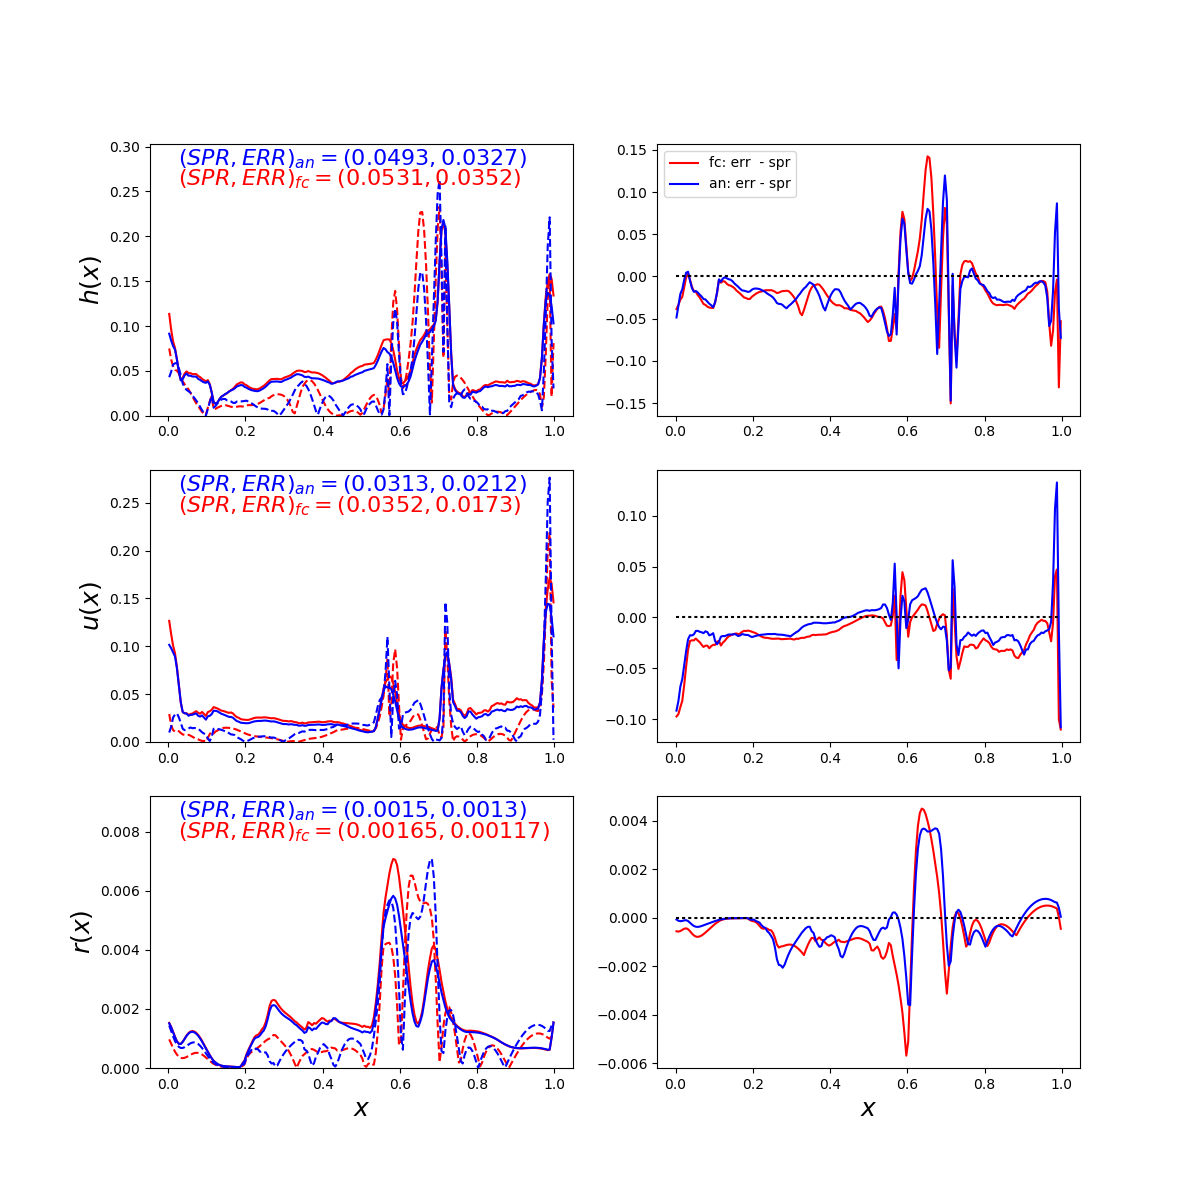 (SPR, ERR)an = (0.0493, 0.0327)
(SPR, ERR)fc = (0.0531, 0.0352)
h(x)
0.30
0.25
0.20
0.15
0.10
0.05
0.00
0.0 0.2 0.4 0.6 0.8 1.0
fc: err - spr
an: err - spr
0.15
0.10
0.05
0.00
−0.05
−0.10
−0.15
0.0 0.2 0.4 0.6 0.8 1.0
(SPR, ERR)an = (0.0313, 0.0212)
(SPR, ERR)fc = (0.0352, 0.0173)
u(x)
0.25
0.20
0.15
0.10
0.05
0.00
0.0 0.2 0.4 0.6 0.8 1.0
0.10
0.05
0.00
−0.05
−0.10
0.0 0.2 0.4 0.6 0.8 1.0
(SPR, ERR)an = (0.0015, 0.0013)
(SPR, ERR)fc = (0.00165, 0.00117)
r(x)
0.008
0.006
0.004
0.002
0.000
0.0 0.2 0.4 0.6 0.8 1.0
x
0.004
0.002
0.000
−0.002
−0.004
−0.006
0.0 0.2 0.4 0.6 0.8 1.0
x